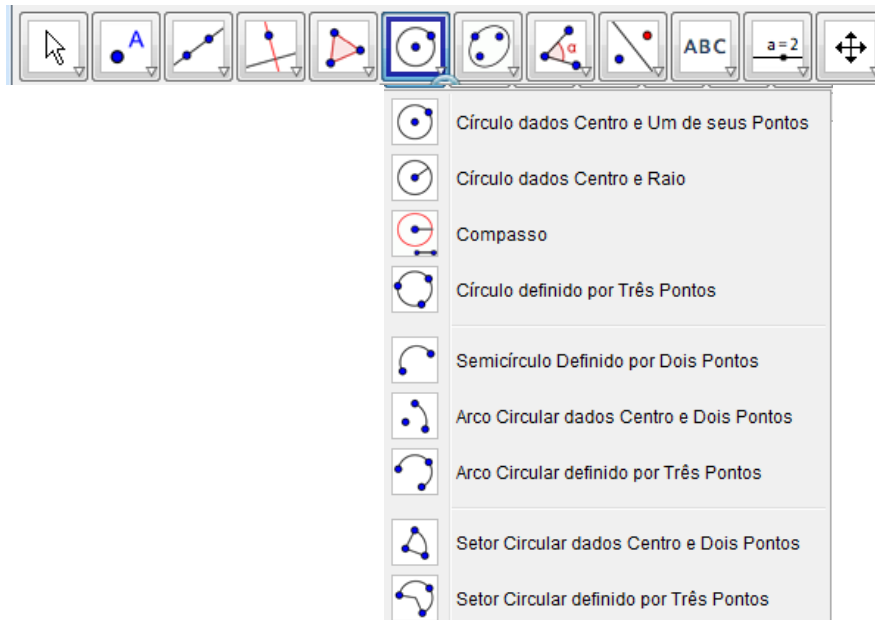 A
α
ABC
a=2
Círculo dados Centro e Um de seus Pontos
Círculo dados Centro e Raio
Compasso
Círculo definido por Três Pontos
Semicírculo Definido por Dois Pontos
Arco Circular dados Centro e Dois Pontos
Arco Circular definido por Três Pontos
Setor Circular dados Centro e Dois Pontos
Setor Circular definido por Três Pontos